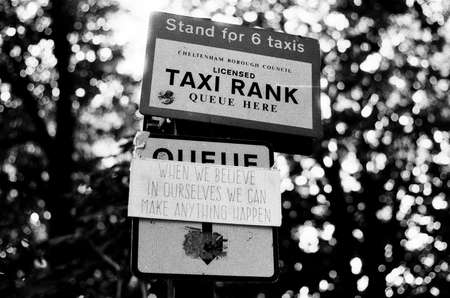 Stand for 6 taxis
CHELTENHAM BOROUGH COUNCIL
LICENSED
TAXI RANK
QUEUE HERE
QUEUE
WHEN WE BELIEVE
IN OURSELVES WE CAN
MAKE ANYTHING HAPPEN